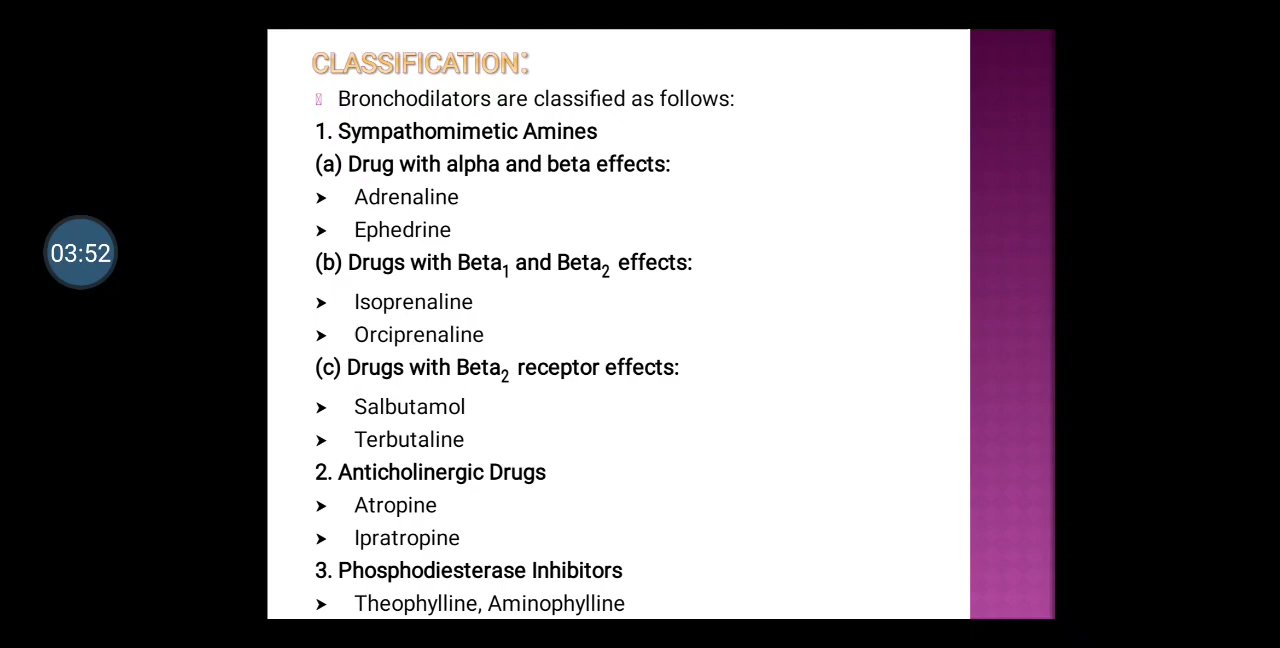 CLASSIFICATION:
Bronchodilators are classified as follows:
1. Sympathomimetic Amines
(a) Drug with alpha and beta effects:
➤ Adrenaline
➤ Ephedrine
(b) Drugs with Beta₁ and Beta₂ effects:
➤ Isoprenaline
➤ Orciprenaline
(c) Drugs with Beta₂ receptor effects:
➤ Salbutamol
➤ Terbutaline
2. Anticholinergic Drugs
➤ Atropine
➤ Ipratropine
3. Phosphodiesterase Inhibitors
➤ Theophylline, Aminophylline
03:52